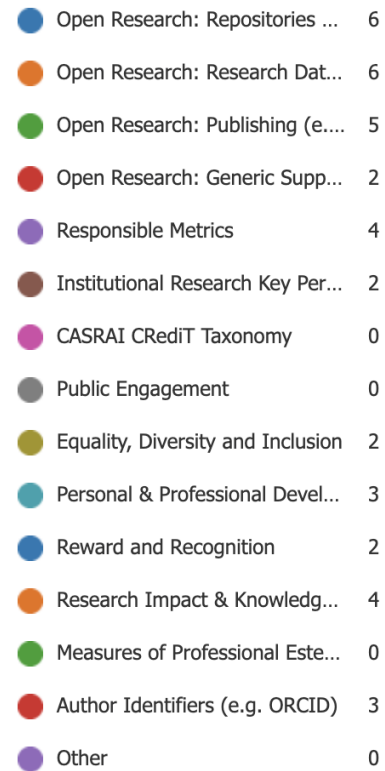 Open Research: Repositories ... 6
Open Research: Research Dat... 6
Open Research: Publishing (e.... 5
Open Research: Generic Supp... 2
Responsible Metrics 4
Institutional Research Key Per... 2
CASRAI CRediT Taxonomy 0
Public Engagement 0
Equality, Diversity and Inclusion 2
Personal & Professional Devel... 3
Reward and Recognition 2
Research Impact & Knowledg... 4
Measures of Professional Este... 0
Author Identifiers (e.g. ORCID) 3
Other 0